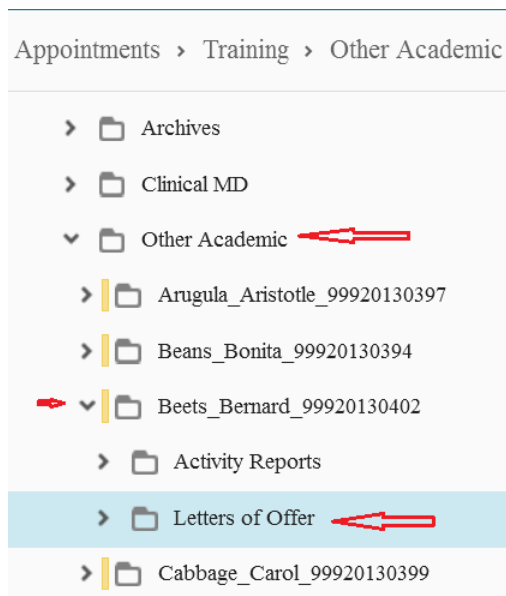 Appointments > Training > Other Academic
Archives
Clinical MD
Other Academic
Arugula_Aristotle_99920130397
Beans_Bonita_99920130394
Beets_Bernard_99920130402
Activity Reports
Letters of Offer
Cabbage_Carol_99920130399